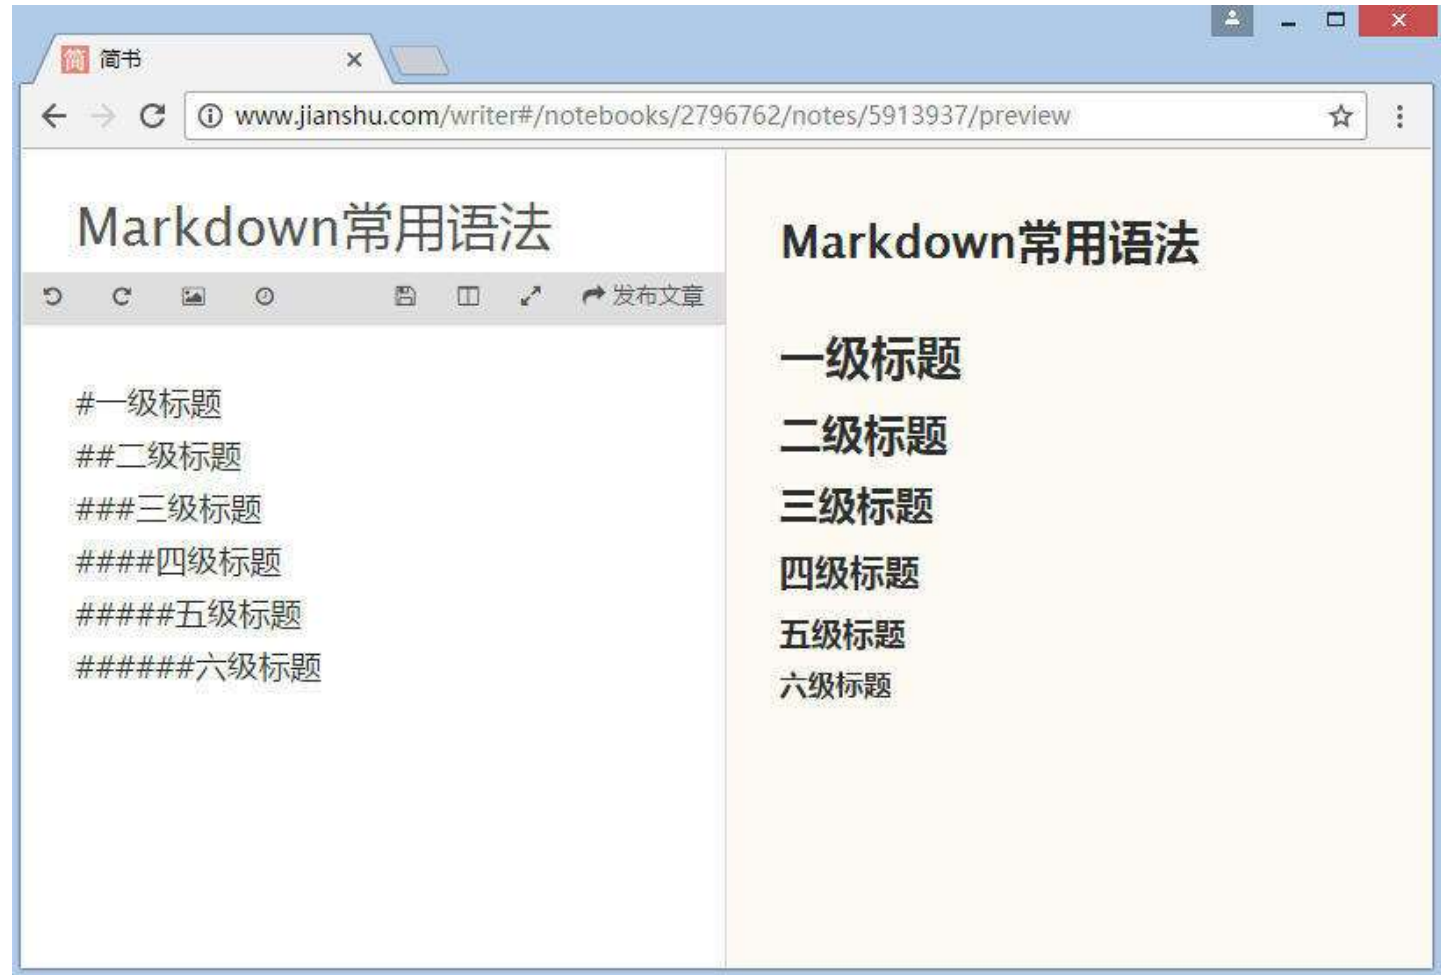 简 简书
www.jianshu.com/writer#/notebooks/2796762/notes/5913937/preview
Markdown常用语法
发布文章
#一级标题
##二级标题
###三级标题
####四级标题
#####五级标题
######六级标题
Markdown常用语法
一级标题
二级标题
三级标题
四级标题
五级标题
六级标题